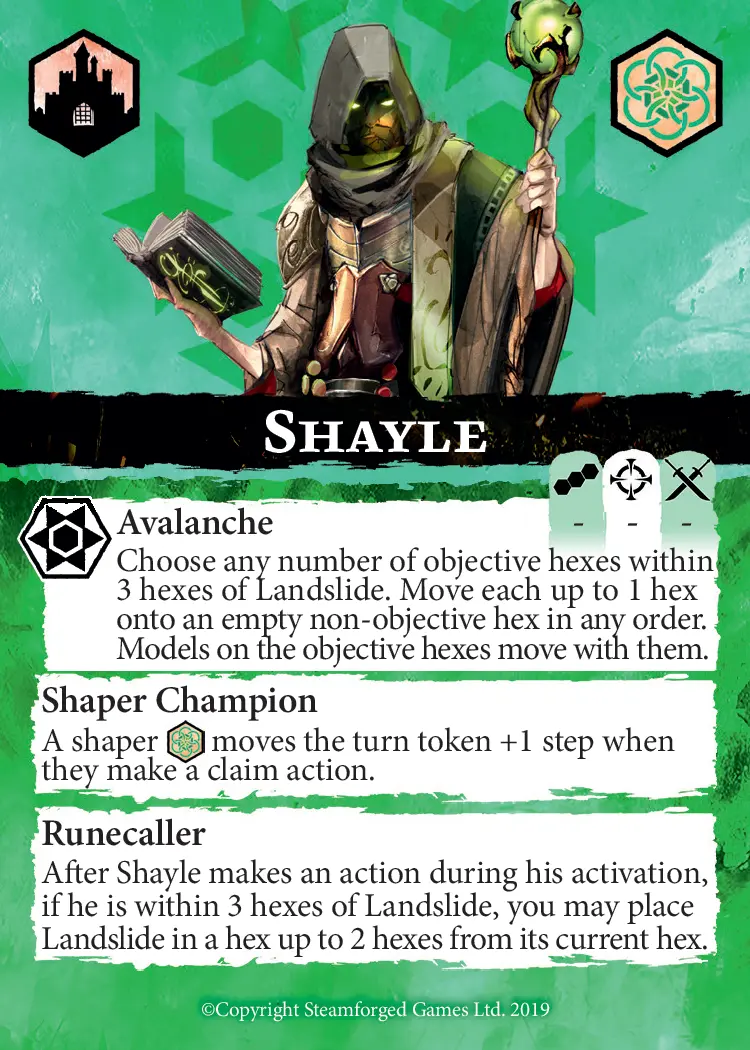 Shayle
- - -
Avalanche
Choose any number of objective hexes within
3 hexes of Landslide. Move each up to 1 hex
onto an empty non-objective hex in any order.
Models on the objective hexes move with them.
Shaper Champion
A shaper moves the turn token +1 step when
they make a claim action.
Runecaller
After Shayle makes an action during his activation,
if he is within 3 hexes of Landslide, you may place
Landslide in a hex up to 2 hexes from its current hex.
©Copyright Steamforged Games Ltd. 2019